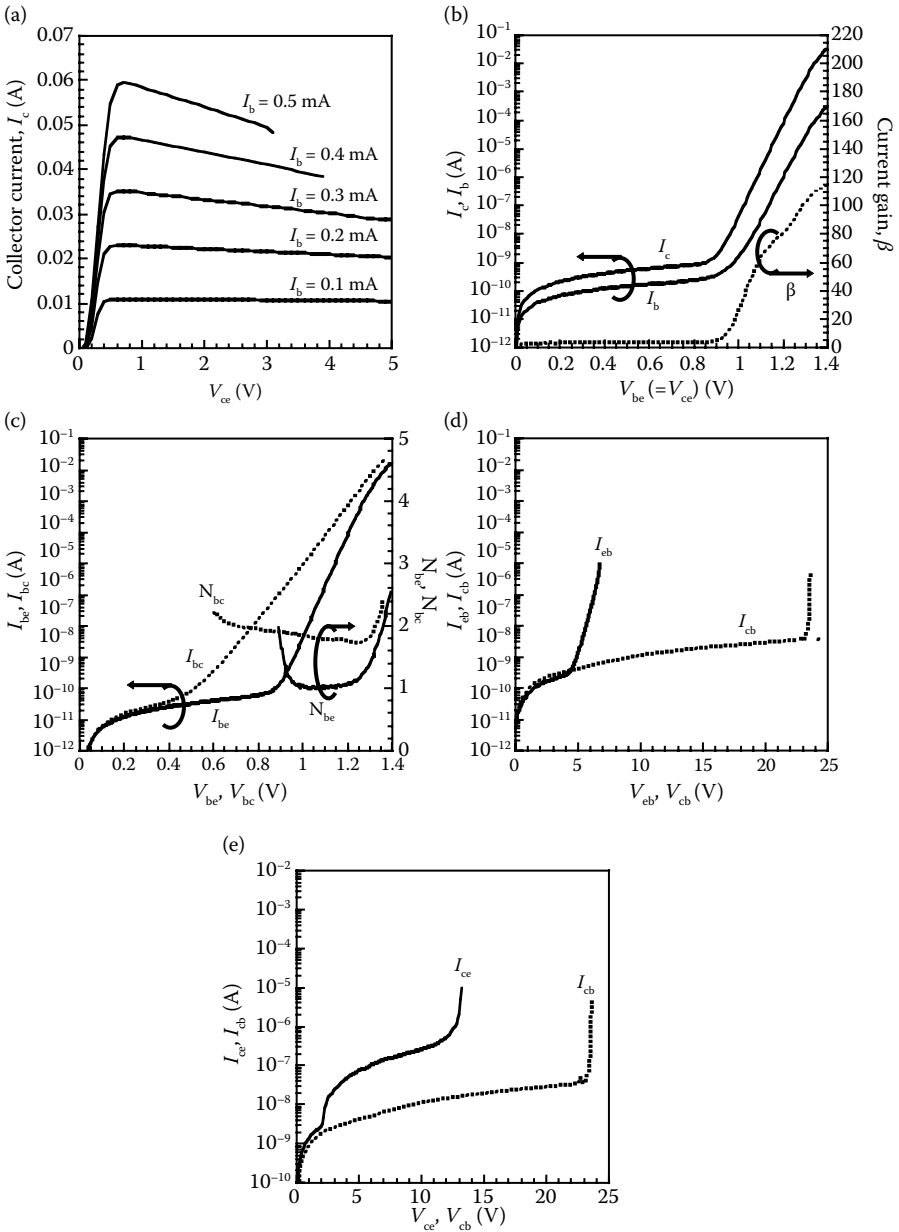 (a)
Collector current, I_c (A)
0.07
0.06
0.05
0.04
0.03
0.02
0.01
0
I_b = 0.5 mA
I_b = 0.4 mA
I_b = 0.3 mA
I_b = 0.2 mA
I_b = 0.1 mA
0 1 2 3 4 5
V_ce (V)
(b)
I_c, I_b (A)
10^−1
10^−2
10^−3
10^−4
10^−5
10^−6
10^−7
10^−8
10^−9
10^−10
10^−11
10^−12
I_c
I_b
β
220
200
180
160
140
120
100
80
60
40
20
0
Current gain, β
0 0.2 0.4 0.6 0.8 1 1.2 1.4
V_be (=V_ce) (V)
(c)
I_be, I_bc (A)
10^−1
10^−2
10^−3
10^−4
10^−5
10^−6
10^−7
10^−8
10^−9
10^−10
10^−11
10^−12
N_bc
I_bc
I_be
N_be
5
4
3
2
1
0
N_be, N_bc
0 0.2 0.4 0.6 0.8 1 1.2 1.4
V_be, V_bc (V)
(d)
I_eb, I_cb (A)
10^−1
10^−2
10^−3
10^−4
10^−5
10^−6
10^−7
10^−8
10^−9
10^−10
10^−11
10^−12
I_eb
I_cb
0 5 10 15 20 25
V_eb, V_cb (V)
(e)
I_ce, I_cb (A)
10^−2
10^−3
10^−4
10^−5
10^−6
10^−7
10^−8
10^−9
10^−10
I_ce
I_cb
0 5 10 15 20 25
V_ce, V_cb (V)